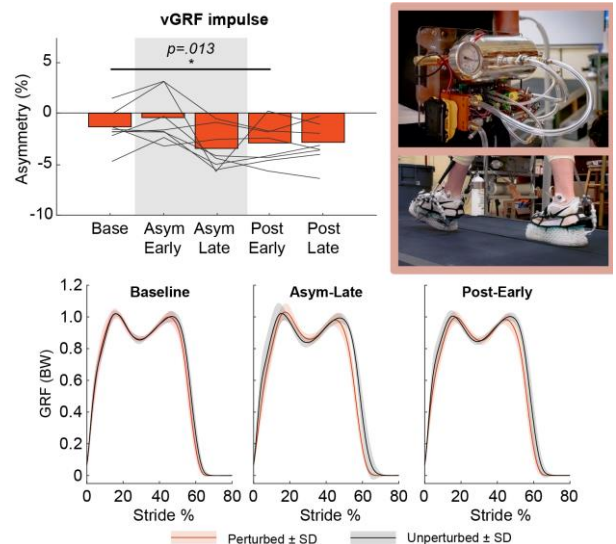 vGRF impulse
p=.013
*
Asymmetry (%)
5
0
-5
-10
Base
Asym
Early
Asym
Late
Post
Early
Post
Late
Baseline
Asym-Late
Post-Early
GRF (BW)
1.2
1.0
0.8
0.6
0.4
0.2
0
0 20 40 60 80
0 20 40 60 80
0 20 40 60 80
Stride %
Stride %
Stride %
Perturbed ± SD
Unperturbed ± SD